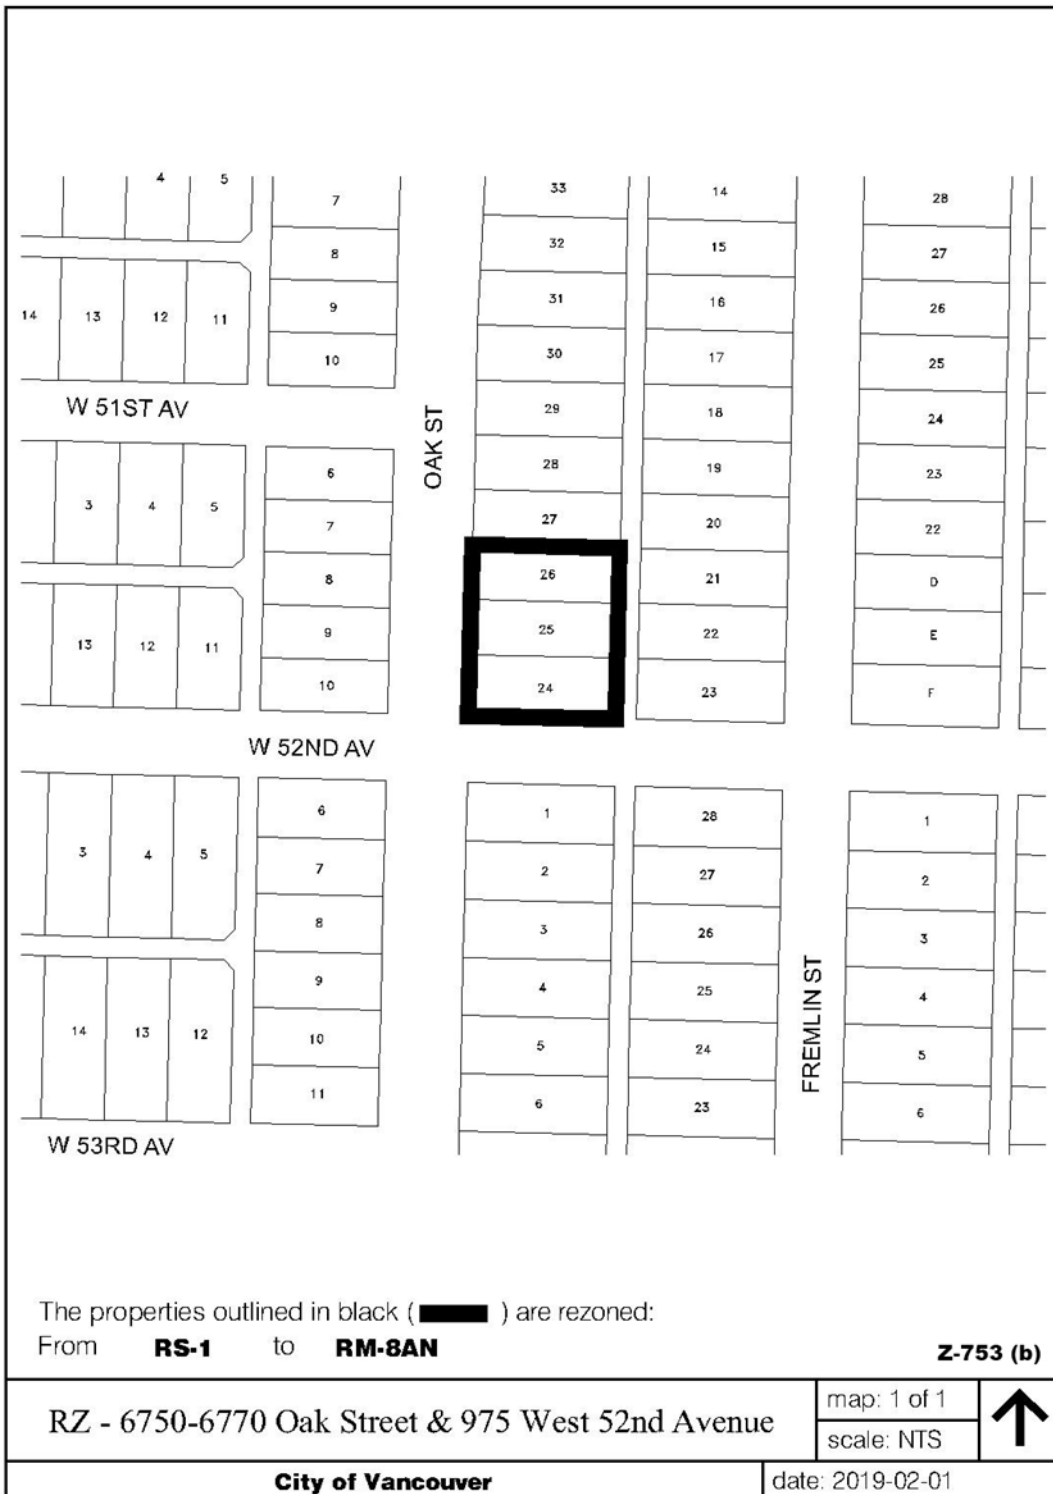 4 5
7
8
9
10
14 13 12 11
W 51ST AV
3 4 5
6
7
8
9
10
13 12 11
W 52ND AV
3 4 5
6
7
8
9
10
11
14 13 12
W 53RD AV
OAK ST
33
32
31
30
29
28
27
26
25
24
1
2
3
4
5
6
14
15
16
17
18
19
20
21
22
23
28
27
26
25
24
23
FREMLIN ST
28
27
26
25
24
23
22
D
E
F
1
2
3
4
5
6
The properties outlined in black ( ) are rezoned:
From RS-1 to RM-8AN
Z-753 (b)
RZ - 6750-6770 Oak Street & 975 West 52nd Avenue
map: 1 of 1
scale: NTS
City of Vancouver
date: 2019-02-01